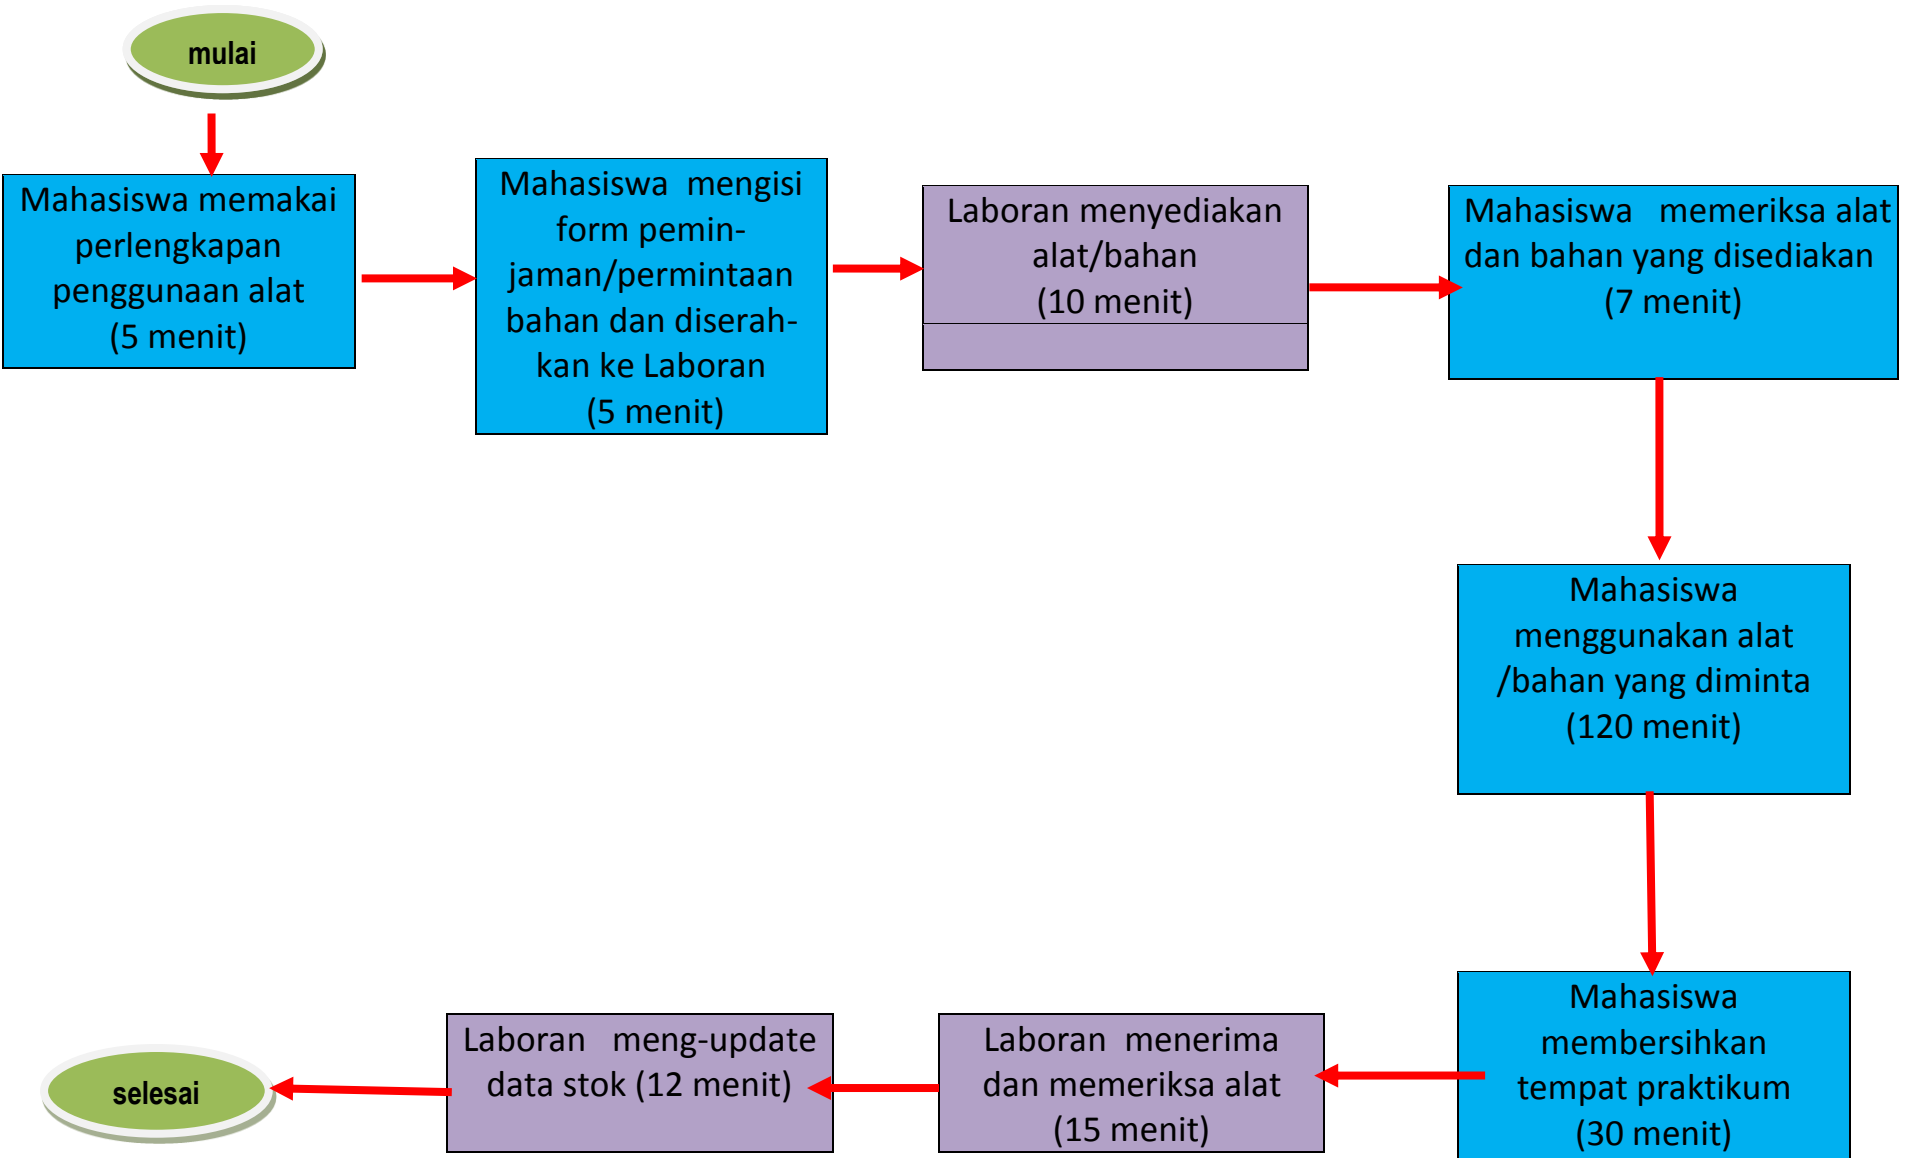 mulai
Mahasiswa memakai
perlengkapan
penggunaan alat
(5 menit)
Mahasiswa mengisi
form pemin-
jaman/permintaan
bahan dan diserah-
kan ke Laboran
(5 menit)
Laboran menyediakan
alat/bahan
(10 menit)
Mahasiswa memeriksa alat
dan bahan yang disediakan
(7 menit)
Mahasiswa
menggunakan alat
/bahan yang diminta
(120 menit)
Mahasiswa
membersihkan
tempat praktikum
(30 menit)
Laboran menerima
dan memeriksa alat
(15 menit)
Laboran meng-update
data stok (12 menit)
selesai